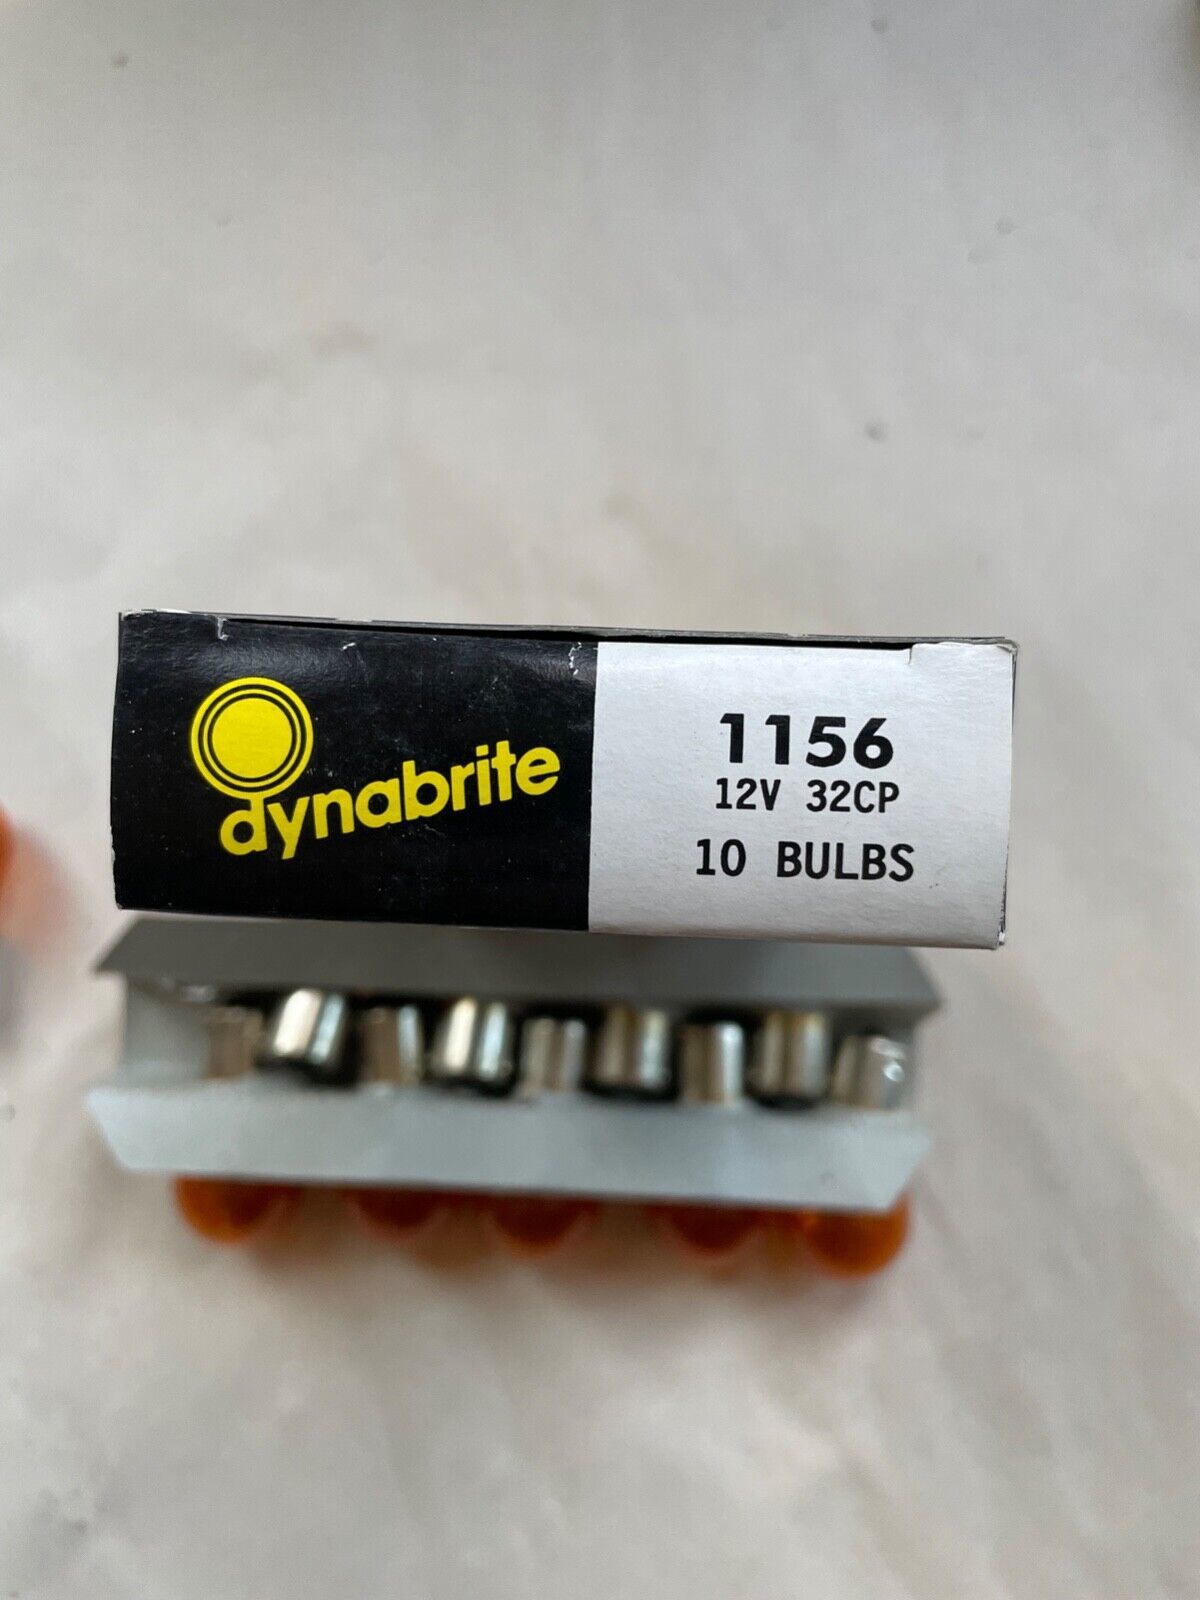 dynabrite
1156
12V 32CP
10 BULBS